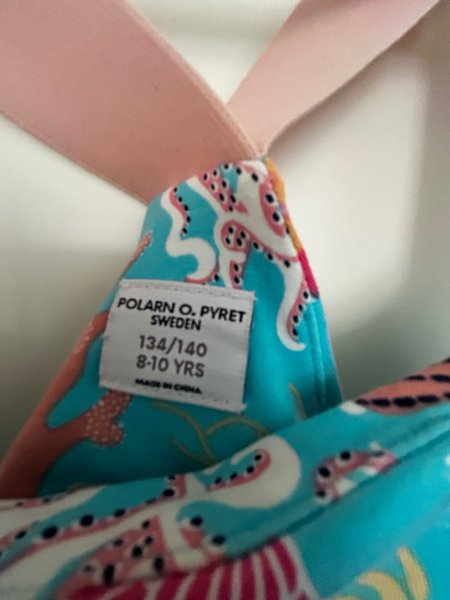 POLARN O. PYRET
SWEDEN
134/140
8-10 YRS
MADE IN CHINA